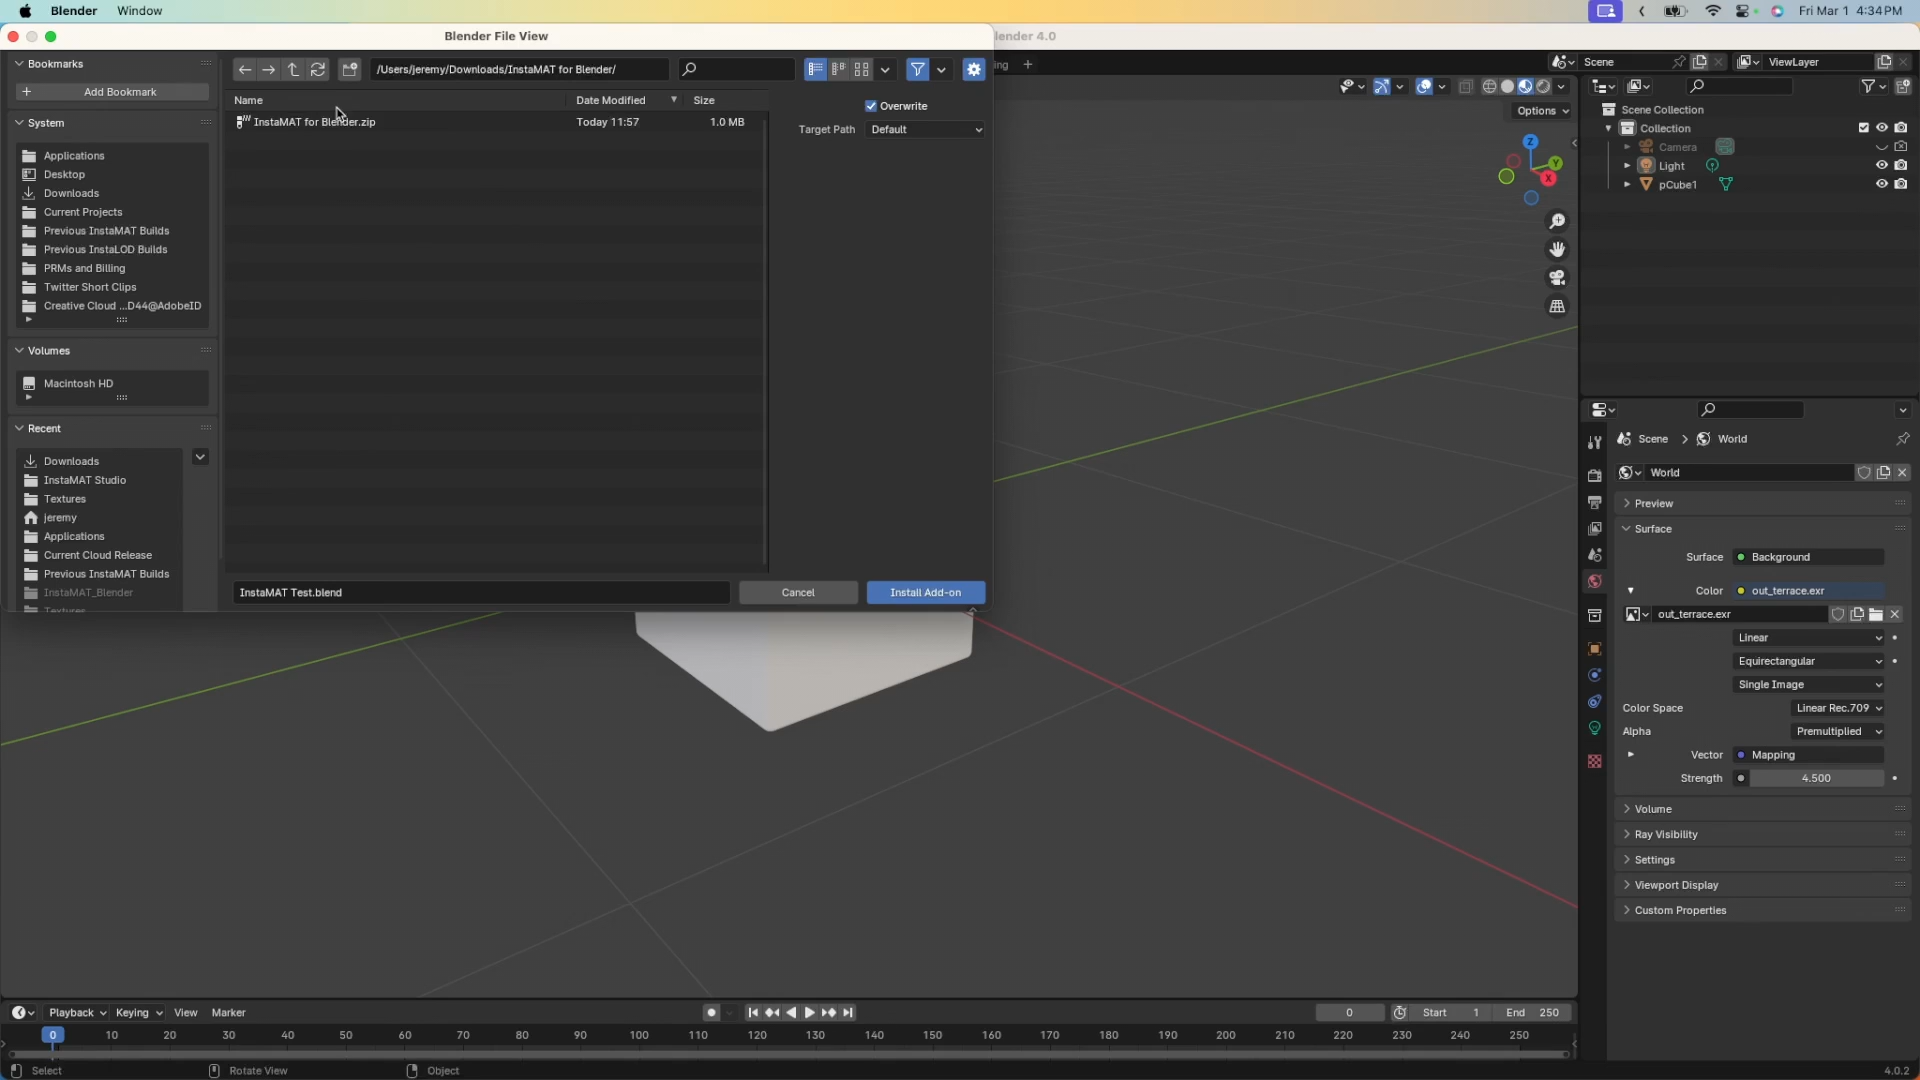 Blender Window Fri Mar 1 4:34 PM
Blender File View
lender 4.0
Bookmarks
Add Bookmark
System
Applications
Desktop
Downloads
Current Projects
Previous InstaMAT Builds
Previous InstaLOD Builds
PRMs and Billing
Twitter Short Clips
Creative Cloud ...D44@AdobeID
Volumes
Macintosh HD
Recent
Downloads
InstaMAT Studio
Textures
jeremy
Applications
Current Cloud Release
Previous InstaMAT Builds
InstaMAT_Blender
Textures
/Users/jeremy/Downloads/InstaMAT for Blender/
Name Date Modified Size
InstaMAT for Blender.zip Today 11:57 1.0 MB
Overwrite
Target Path Default
InstaMAT Test.blend Cancel Install Add-on
ing
Scene ViewLayer
Options
Z
Y
X
Scene Collection
Collection
Camera
Light
pCube1
Scene World
World
Preview
Surface
Surface Background
Color out_terrace.exr
out_terrace.exr
Linear
Equirectangular
Single Image
Color Space Linear Rec.709
Alpha Premultiplied
Vector Mapping
Strength 4.500
Volume
Ray Visibility
Settings
Viewport Display
Custom Properties
Playback Keying View Marker 0 Start 1 End 250
0 10 20 30 40 50 60 70 80 90 100 110 120 130 140 150 160 170 180 190 200 210 220 230 240 250
Select Rotate View Object 4.0.2